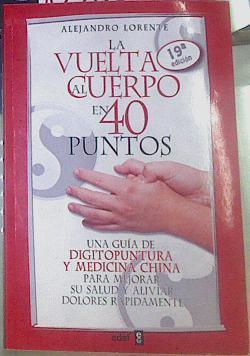 ALEJANDRO LORENTE
LA
VUELTA
AL
CUERPO
EN
40
PUNTOS
19ª
edición
UNA GUÍA DE
DIGITOPUNTURA
Y MEDICINA CHINA
PARA MEJORAR
SU SALUD Y ALIVIAR
DOLORES RÁPIDAMENTE
edaf